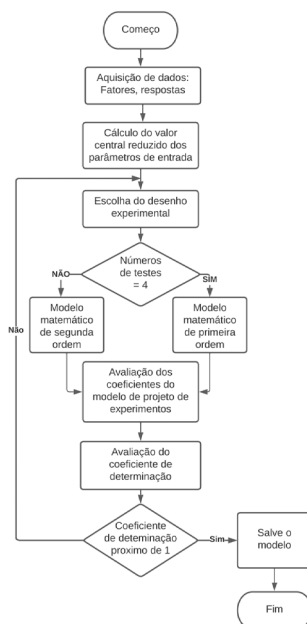 Começo
Aquisição de dados:
Fatores, respostas
Cálculo do valor
central reduzido dos
parâmetros de entrada
Escolha do desenho
experimental
Números
de testes
= 4
NÃO
SIM
Modelo
matemático
de segunda
ordem
Modelo
matemático
de primeira
ordem
Não
Avaliação dos
coeficientes do
modelo de projeto de
experimentos
Avaliação do
coeficiente de
determinação
Coeficiente
de deteminação
proximo de 1
Sim
Salve o
modelo
Fim